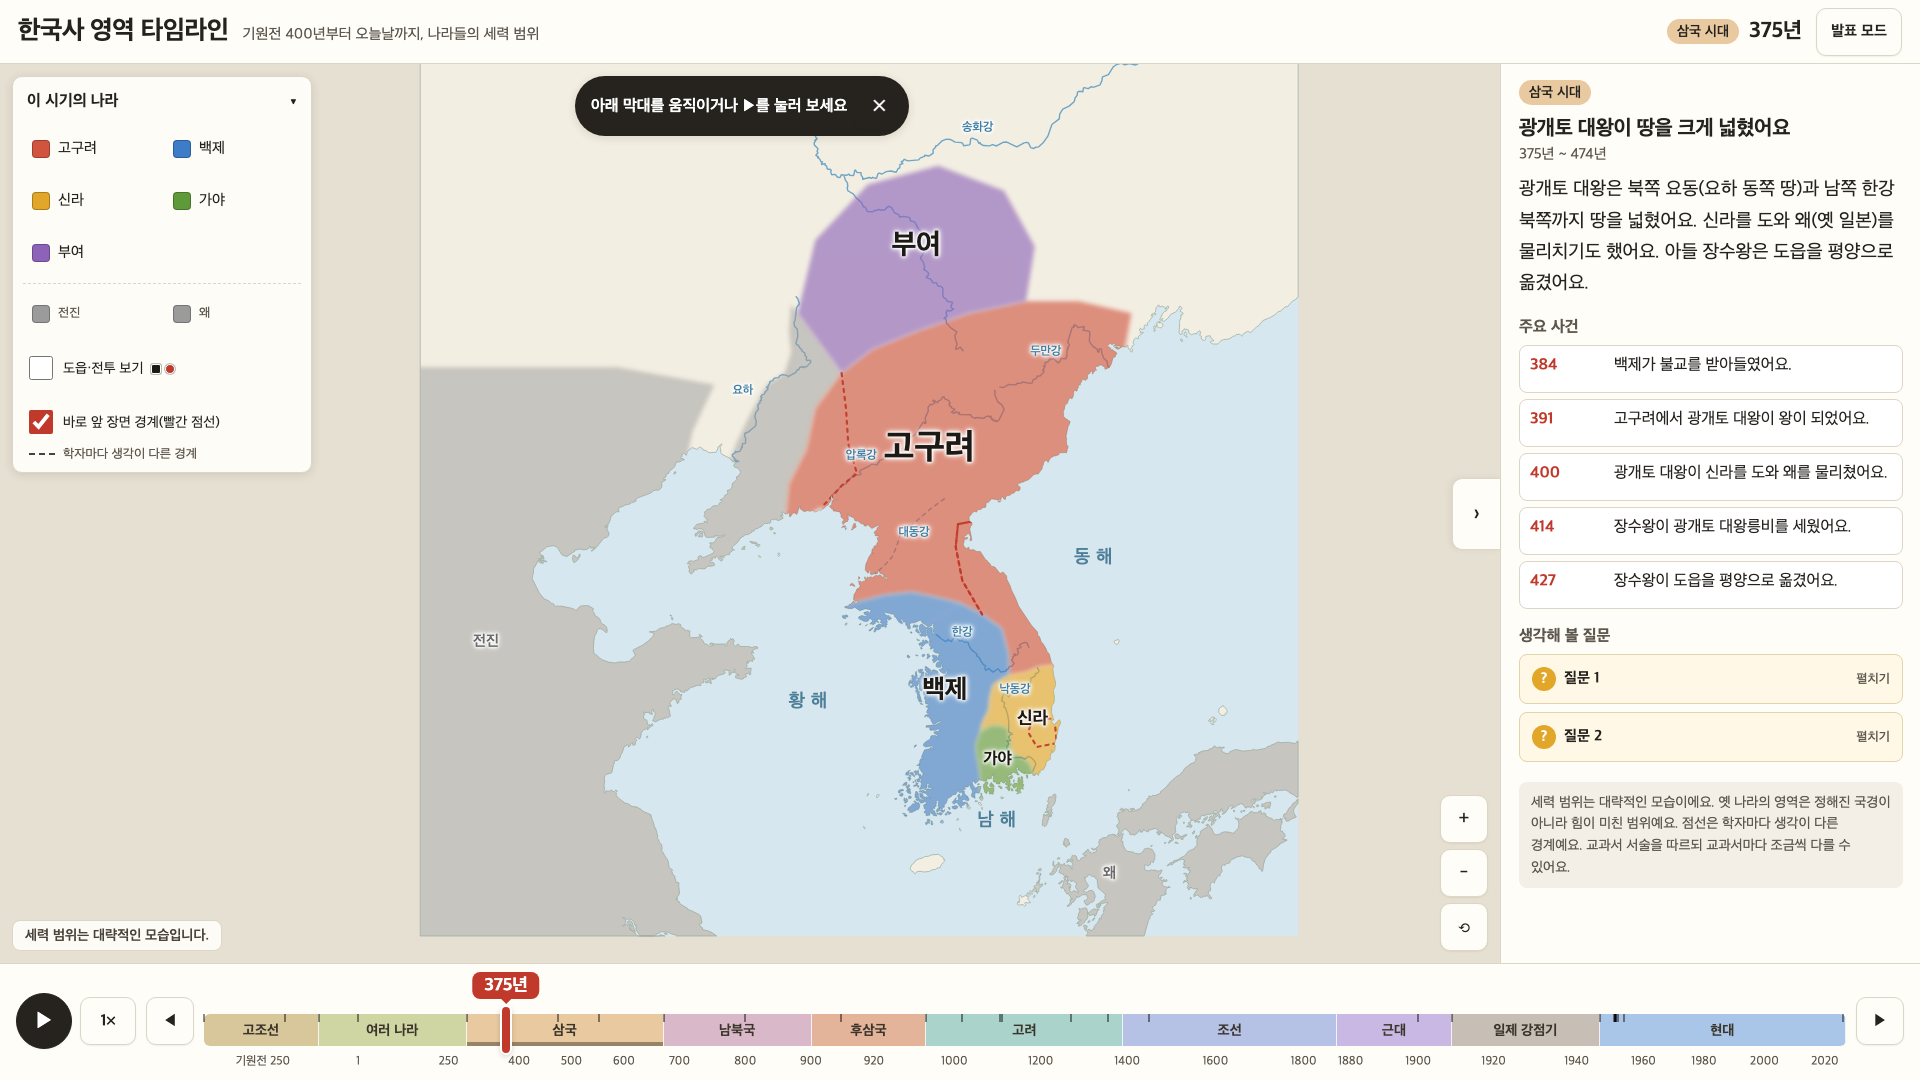 한국사 영역 타임라인
기원전 400년부터 오늘날까지, 나라들의 세력 범위
삼국 시대
375년
발표 모드
이 시기의 나라
▼
고구려
백제
신라
가야
부여
전진
왜
도읍·전투 보기
바로 앞 장면 경계(빨간 점선)
학자마다 생각이 다른 경계
아래 막대를 움직이거나 ▶를 눌러 보세요
✕
송화강
부여
두만강
요하
고구려
압록강
대동강
동 해
한강
전진
백제
낙동강
황 해
신라
가야
남 해
왜
세력 범위는 대략적인 모습입니다.
›
+
−
⟲
삼국 시대
광개토 대왕이 땅을 크게 넓혔어요
375년 ~ 474년
광개토 대왕은 북쪽 요동(요하 동쪽 땅)과 남쪽 한강
북쪽까지 땅을 넓혔어요. 신라를 도와 왜(옛 일본)를
물리치기도 했어요. 아들 장수왕은 도읍을 평양으로
옮겼어요.
주요 사건
384 백제가 불교를 받아들였어요.
391 고구려에서 광개토 대왕이 왕이 되었어요.
400 광개토 대왕이 신라를 도와 왜를 물리쳤어요.
414 장수왕이 광개토 대왕릉비를 세웠어요.
427 장수왕이 도읍을 평양으로 옮겼어요.
생각해 볼 질문
? 질문 1 펼치기
? 질문 2 펼치기
세력 범위는 대략적인 모습이에요. 옛 나라의 영역은 정해진 국경이
아니라 힘이 미친 범위예요. 점선은 학자마다 생각이 다른
경계예요. 교과서 서술을 따르되 교과서마다 조금씩 다를 수
있어요.
375년
▶
1×
◀
고조선 여러 나라 삼국 남북국 후삼국 고려 조선 근대 일제 강점기 현대
▶
기원전 250 1 250 400 500 600 700 800 900 920 1000 1200 1400 1600 1800 1880 1900 1920 1940 1960 1980 2000 2020